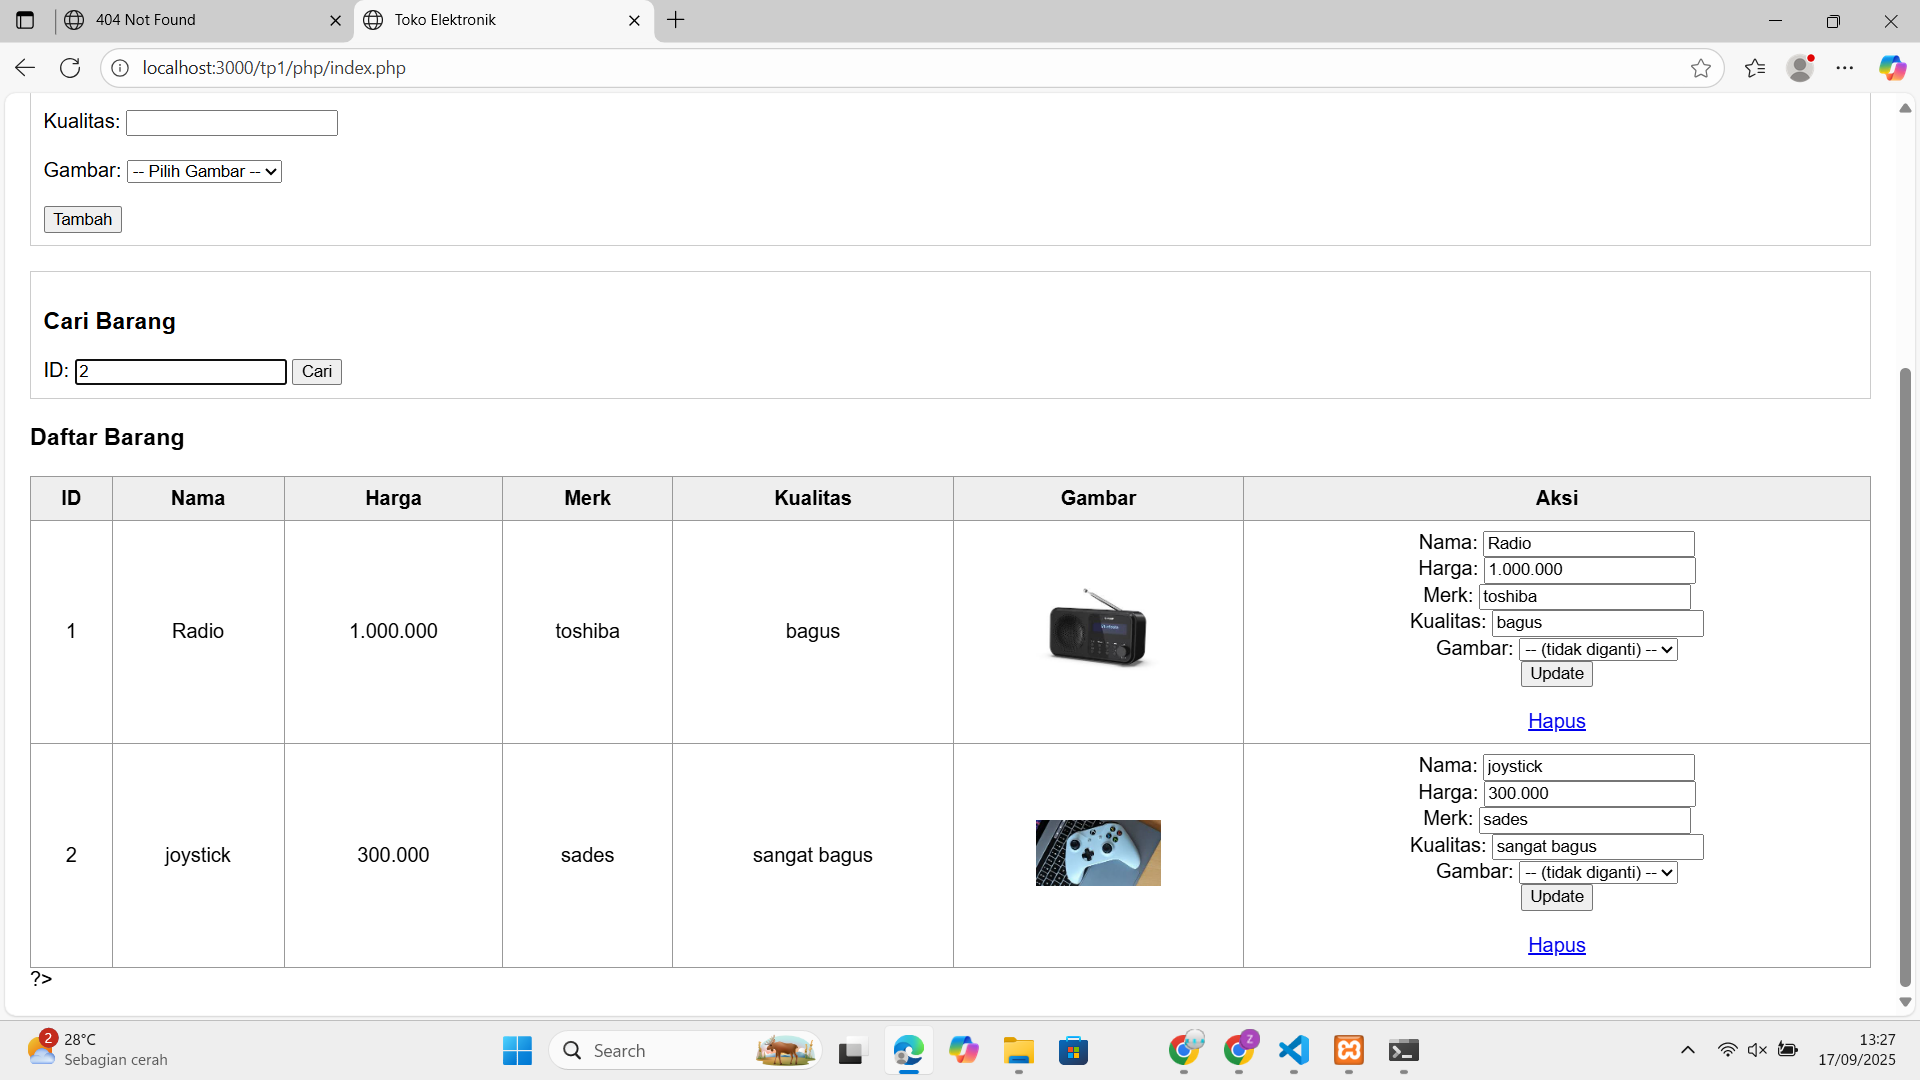 404 Not Found
Toko Elektronik
localhost:3000/tp1/php/index.php
Kualitas:
Gambar: -- Pilih Gambar --
Tambah
Cari Barang
ID: 2 Cari
Daftar Barang
ID Nama Harga Merk Kualitas Gambar Aksi
1 Radio 1.000.000 toshiba bagus
Nama: Radio
Harga: 1.000.000
Merk: toshiba
Kualitas: bagus
Gambar: -- (tidak diganti) --
Update
Hapus
2 joystick 300.000 sades sangat bagus
Nama: joystick
Harga: 300.000
Merk: sades
Kualitas: sangat bagus
Gambar: -- (tidak diganti) --
Update
Hapus
?>
2
28°C
Sebagian cerah
Search
Z
13:27
17/09/2025